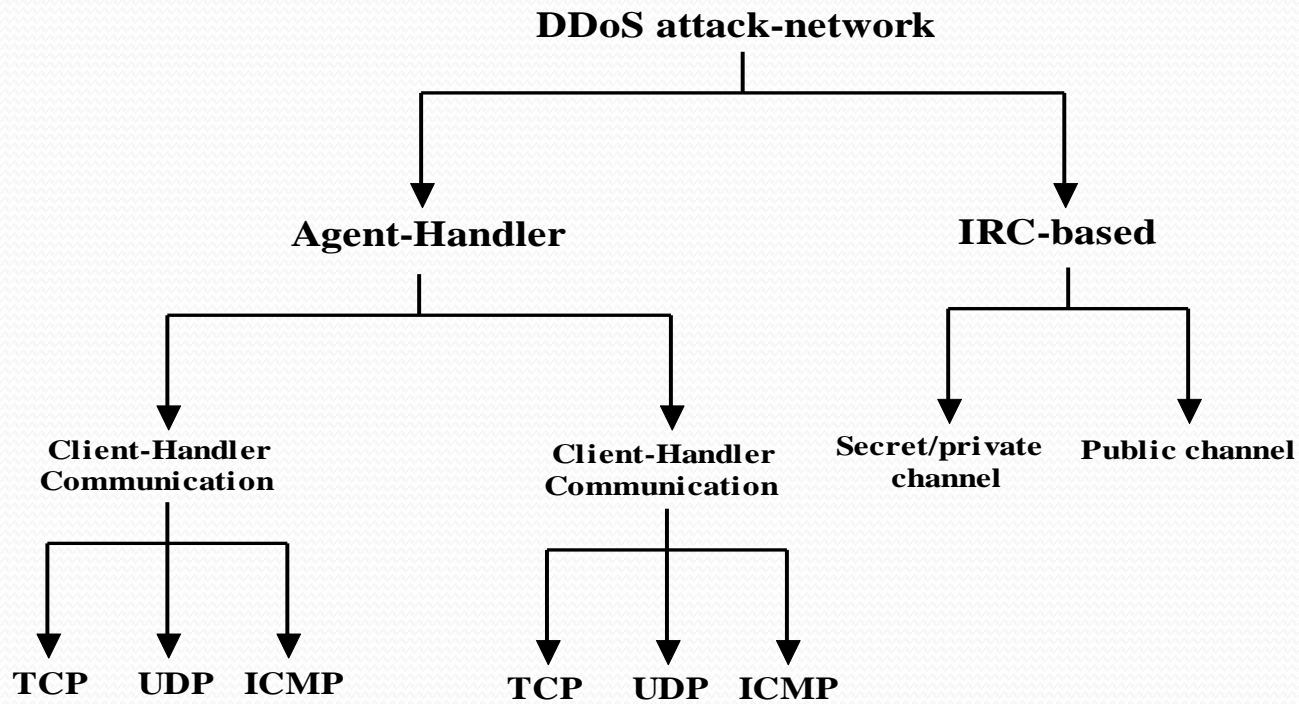 DDoS attack-network
Agent-Handler
IRC-based
Client-Handler
Communication
Client-Handler
Communication
Secret/private
channel
Public channel
TCP
UDP
ICMP
TCP
UDP
ICMP